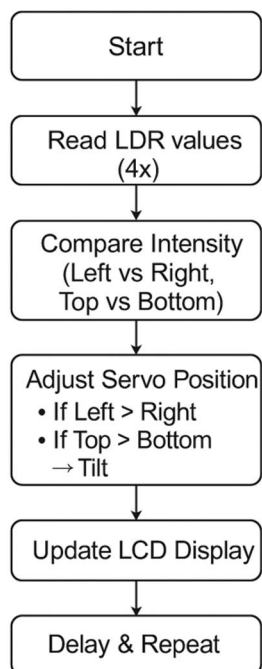 Start
Read LDR values
(4x)
Compare Intensity
(Left vs Right,
Top vs Bottom)
Adjust Servo Position
• If Left > Right
• If Top > Bottom
→ Tilt
Update LCD Display
Delay & Repeat